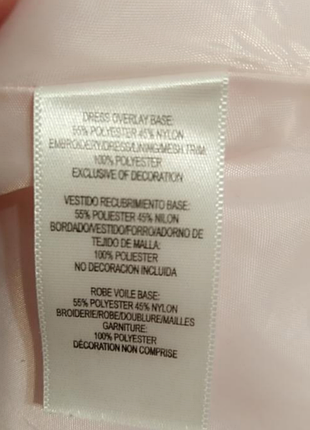 DRESS OVERLAY BASE:
55% POLYESTER 45% NYLON
EMBROIDERY/DRESS/LINING/MESH TRIM:
100% POLYESTER
EXCLUSIVE OF DECORATION
VESTIDO RECUBRIMIENTO BASE:
55% POLIESTER 45% NILON
BORDADO/VESTIDO/FORRO/ADORNO DE
TEJIDO DE MALLA:
100% POLIESTER
NO DECORACION INCLUIDA
ROBE VOILE BASE:
55% POLYESTER 45% NYLON
BRODERIE/ROBE/DOUBLURE/MAILLES
GARNITURE:
100% POLYESTER
DÉCORATION NON COMPRISE